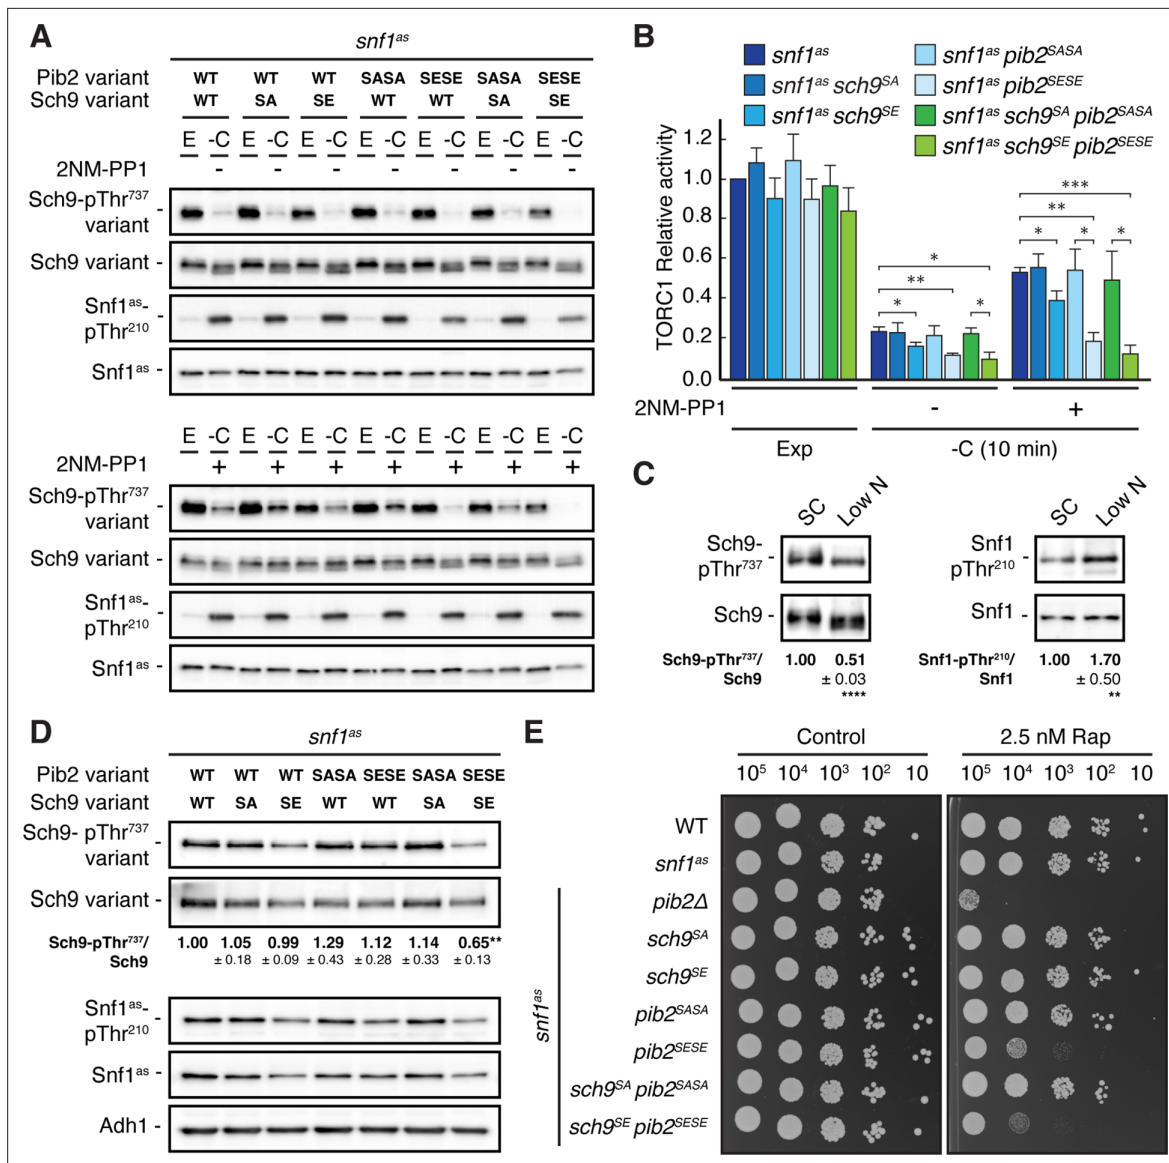 A
snf1as
Pib2 variant WT WT WT SASA SESE SASA SESE
Sch9 variant WT SA SE WT WT SA SE
E -C E -C E -C E -C E -C E -C E -C
2NM-PP1 - - - - - - -
Sch9-pThr737 -
variant
Sch9 variant -
Snf1as- -
pThr210
Snf1as -
E -C E -C E -C E -C E -C E -C E -C
2NM-PP1 + + + + + + +
Sch9-pThr737 -
variant
Sch9 variant -
Snf1as- -
pThr210
Snf1as -
B
snf1as
snf1as sch9SA
snf1as sch9SE
snf1as pib2SASA
snf1as pib2SESE
snf1as sch9SA pib2SASA
snf1as sch9SE pib2SESE
TORC1 Relative activity
1.2
1.0
0.8
0.6
0.4
0.2
0.0
* ** * *
* ** *** * *
2NM-PP1 - +
Exp -C (10 min)
C
SC Low N
Sch9- -
pThr737
Sch9 -
Sch9-pThr737/ 1.00 0.51
Sch9 ± 0.03
****
SC Low N
Snf1 -
pThr210
Snf1 -
Snf1-pThr210/ 1.00 1.70
Snf1 ± 0.50
**
D
snf1as
Pib2 variant WT WT WT SASA SESE SASA SESE
Sch9 variant WT SA SE WT WT SA SE
Sch9- pThr737 -
variant
Sch9 variant -
Sch9-pThr737/ 1.00 1.05 0.99 1.29 1.12 1.14 0.65**
Sch9 ± 0.18 ± 0.09 ± 0.43 ± 0.28 ± 0.33 ± 0.13
Snf1as- -
pThr210
Snf1as -
Adh1 -
E
Control 2.5 nM Rap
105 104 103 102 10 105 104 103 102 10
WT
snf1as
snf1as
pib2Δ
sch9SA
sch9SE
pib2SASA
pib2SESE
sch9SA pib2SASA
sch9SE pib2SESE